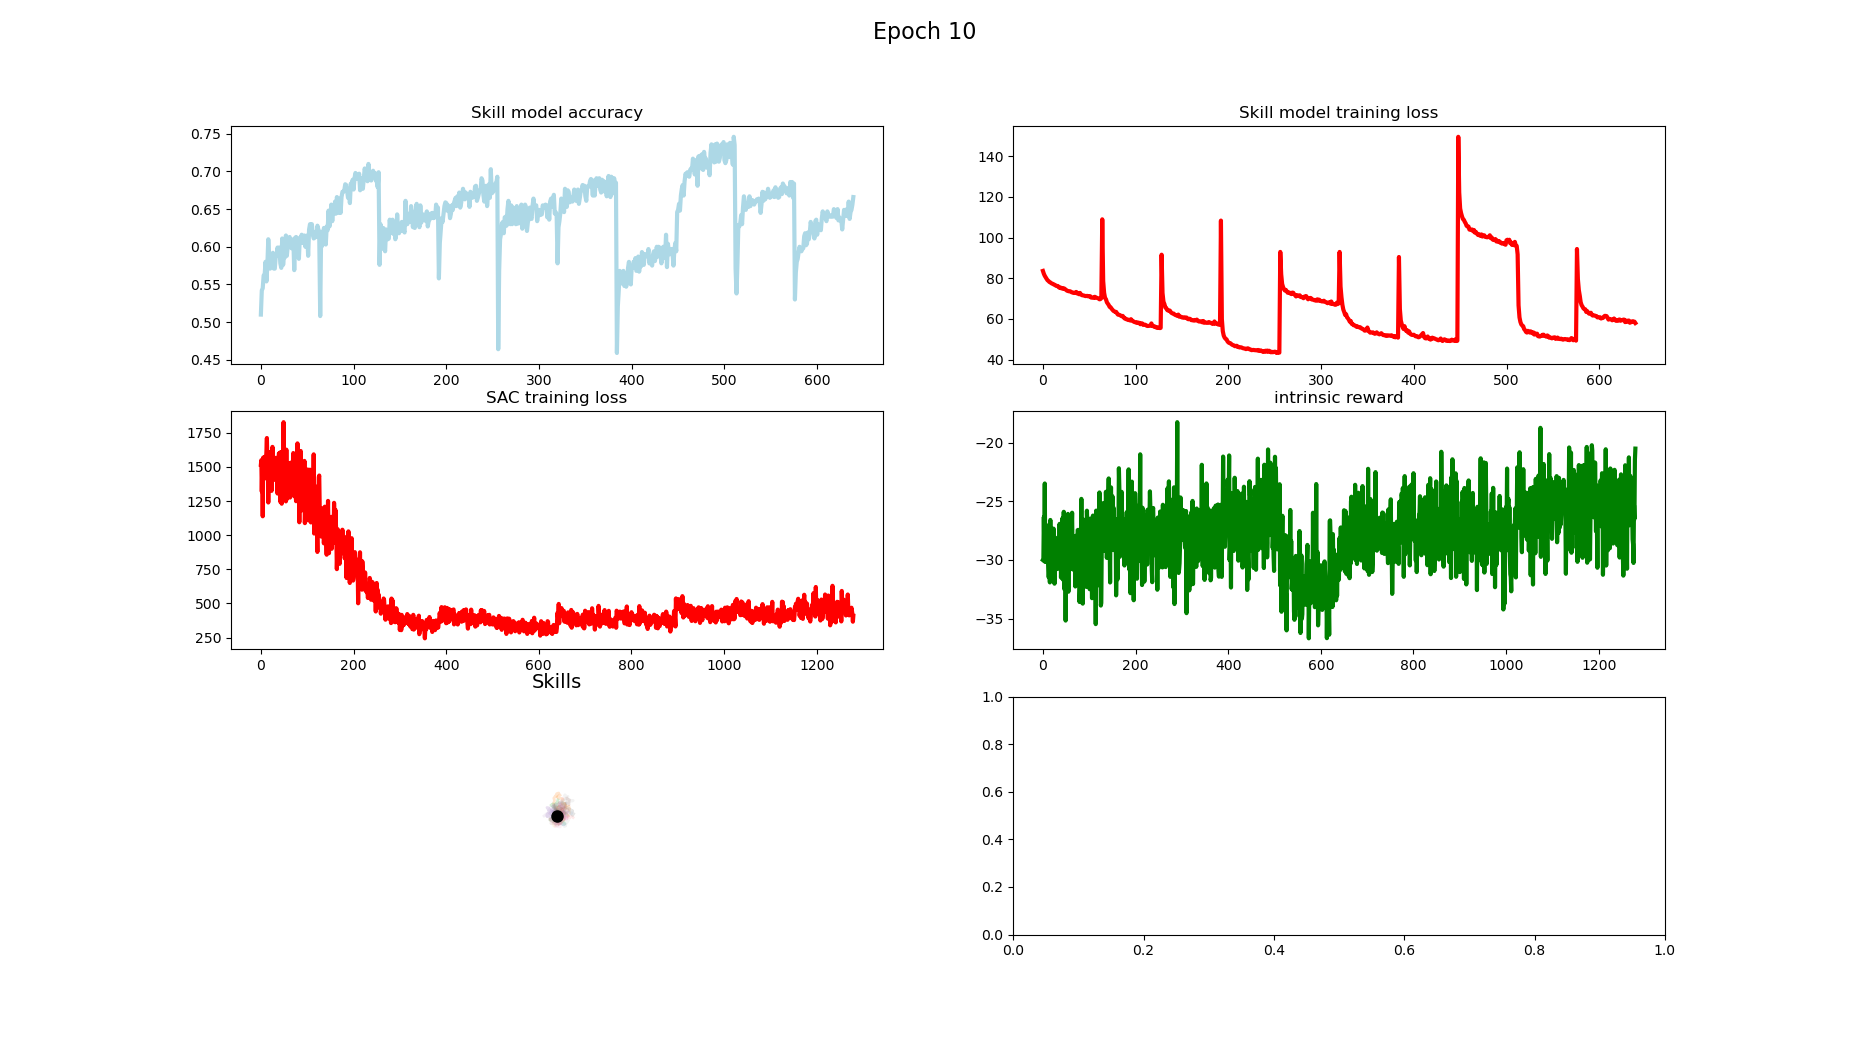 Epoch 10
Skill model accuracy
0.75
0.70
0.65
0.60
0.55
0.50
0.45
0 100 200 300 400 500 600
Skill model training loss
140
120
100
80
60
40
0 100 200 300 400 500 600
SAC training loss
1750
1500
1250
1000
750
500
250
0 200 400 600 800 1000 1200
intrinsic reward
−20
−25
−30
−35
0 200 400 600 800 1000 1200
Skills
1.0
0.8
0.6
0.4
0.2
0.0
0.0 0.2 0.4 0.6 0.8 1.0